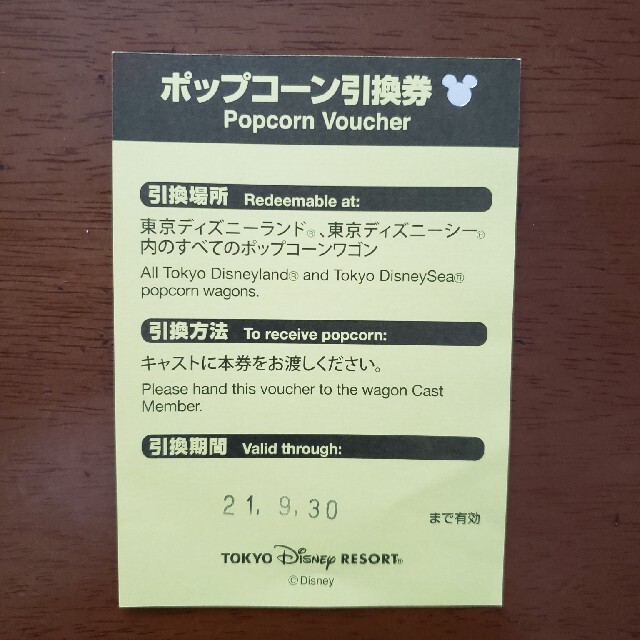 ポップコーン引換券
Popcorn Voucher
引換場所 Redeemable at:
東京ディズニーランド®、東京ディズニーシー®
内のすべてのポップコーンワゴン
All Tokyo Disneyland® and Tokyo DisneySea®
popcorn wagons.
引換方法 To receive popcorn:
キャストに本券をお渡しください。
Please hand this voucher to the wagon Cast
Member.
引換期間 Valid through:
21. 9. 30 まで有効
TOKYO Disney RESORT®
©Disney